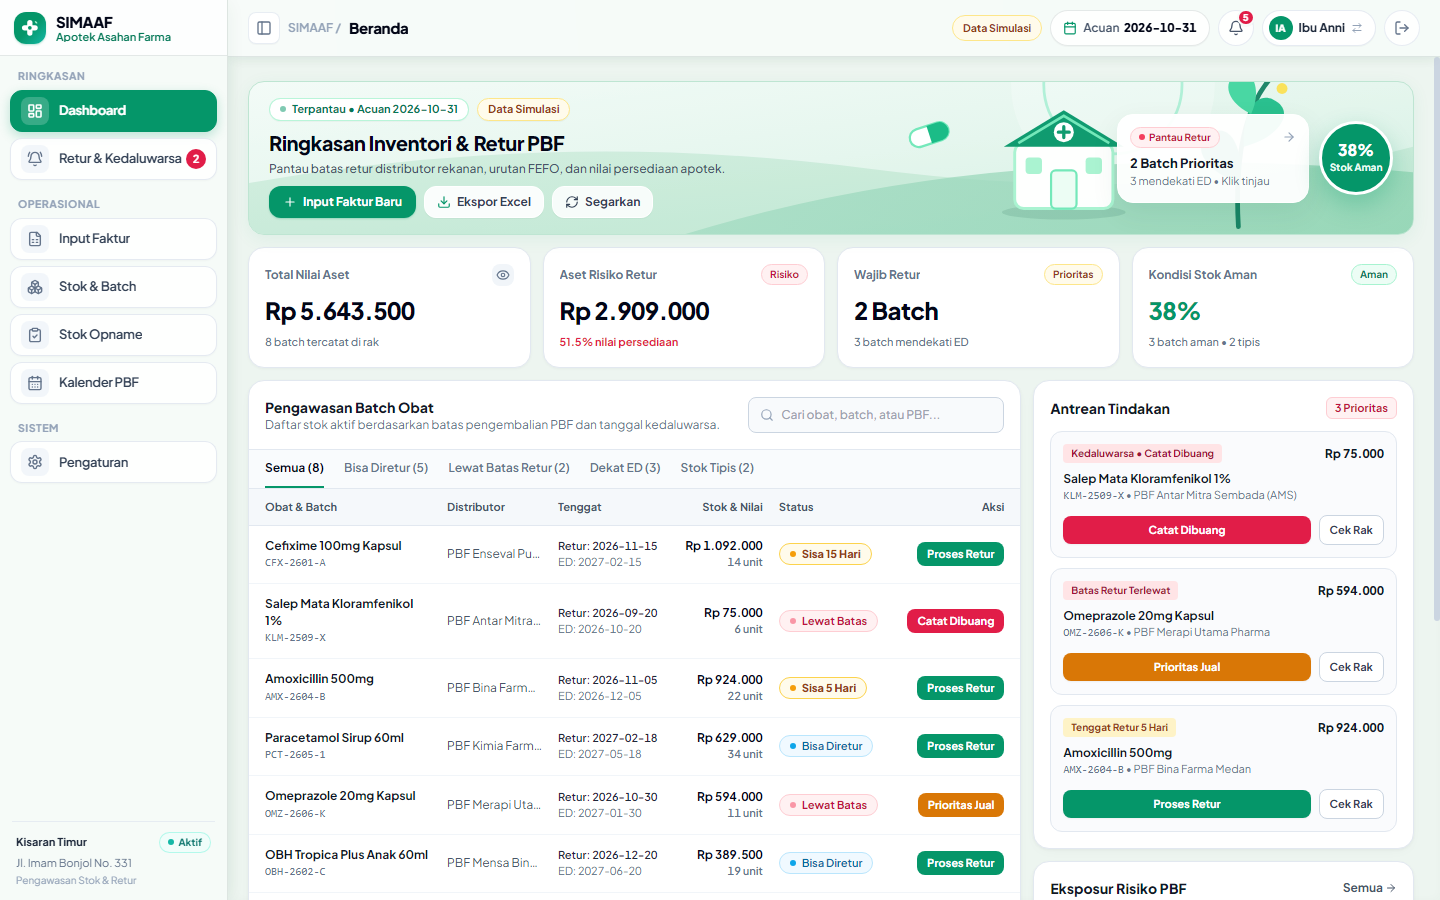 SIMAAF
Apotek Asahan Farma
RINGKASAN
Dashboard
Retur & Kedaluwarsa 2
OPERASIONAL
Input Faktur
Stok & Batch
Stok Opname
Kalender PBF
SISTEM
Pengaturan
Kisaran Timur
Aktif
Jl. Imam Bonjol No. 331
Pengawasan Stok & Retur
SIMAAF / Beranda
Data Simulasi
Acuan 2026-10-31
5
IA Ibu Anni
Terpantau • Acuan 2026-10-31
Data Simulasi
Ringkasan Inventori & Retur PBF
Pantau batas retur distributor rekanan, urutan FEFO, dan nilai persediaan apotek.
Input Faktur Baru
Ekspor Excel
Segarkan
Pantau Retur
2 Batch Prioritas
3 mendekati ED • Klik tinjau
38%
Stok Aman
Total Nilai Aset
Rp 5.643.500
8 batch tercatat di rak
Aset Risiko Retur
Risiko
Rp 2.909.000
51.5% nilai persediaan
Wajib Retur
Prioritas
2 Batch
3 batch mendekati ED
Kondisi Stok Aman
Aman
38%
3 batch aman • 2 tipis
Pengawasan Batch Obat
Daftar stok aktif berdasarkan batas pengembalian PBF dan tanggal kedaluwarsa.
Cari obat, batch, atau PBF...
Semua (8)
Bisa Diretur (5)
Lewat Batas Retur (2)
Dekat ED (3)
Stok Tipis (2)
Obat & Batch
Distributor
Tenggat
Stok & Nilai
Status
Aksi
Cefixime 100mg Kapsul
CFX-2601-A
PBF Enseval Pu...
Retur: 2026-11-15
ED: 2027-02-15
Rp 1.092.000
14 unit
Sisa 15 Hari
Proses Retur
Salep Mata Kloramfenikol
1%
KLM-2509-X
PBF Antar Mitra...
Retur: 2026-09-20
ED: 2026-10-20
Rp 75.000
6 unit
Lewat Batas
Catat Dibuang
Amoxicillin 500mg
AMX-2604-B
PBF Bina Farm...
Retur: 2026-11-05
ED: 2026-12-05
Rp 924.000
22 unit
Sisa 5 Hari
Proses Retur
Paracetamol Sirup 60ml
PCT-2605-1
PBF Kimia Farm...
Retur: 2027-02-18
ED: 2027-05-18
Rp 629.000
34 unit
Bisa Diretur
Proses Retur
Omeprazole 20mg Kapsul
OMZ-2606-K
PBF Merapi Uta...
Retur: 2026-10-30
ED: 2027-01-30
Rp 594.000
11 unit
Lewat Batas
Prioritas Jual
OBH Tropica Plus Anak 60ml
OBH-2602-C
PBF Mensa Bin...
Retur: 2026-12-20
ED: 2027-06-20
Rp 389.500
19 unit
Bisa Diretur
Proses Retur
Antrean Tindakan
3 Prioritas
Kedaluwarsa • Catat Dibuang
Rp 75.000
Salep Mata Kloramfenikol 1%
KLM-2509-X • PBF Antar Mitra Sembada (AMS)
Catat Dibuang
Cek Rak
Batas Retur Terlewat
Rp 594.000
Omeprazole 20mg Kapsul
OMZ-2606-K • PBF Merapi Utama Pharma
Prioritas Jual
Cek Rak
Tenggat Retur 5 Hari
Rp 924.000
Amoxicillin 500mg
AMX-2604-B • PBF Bina Farma Medan
Proses Retur
Cek Rak
Eksposur Risiko PBF
Semua